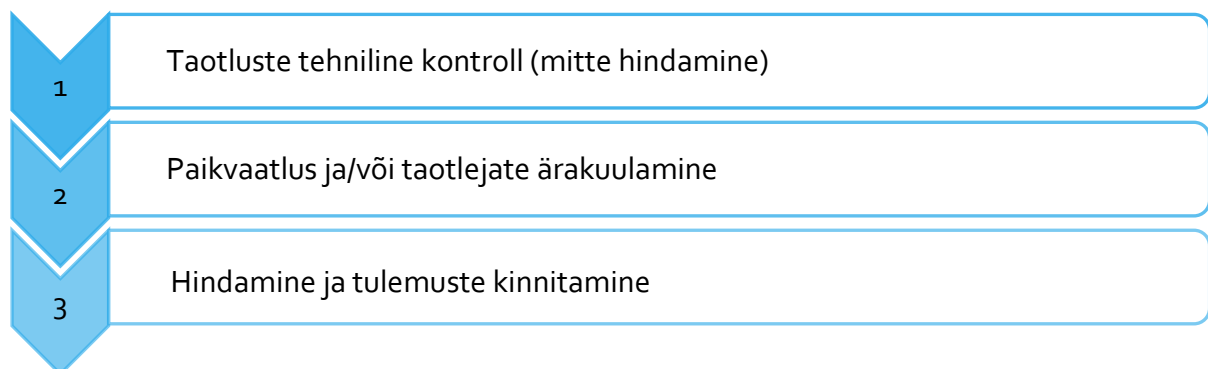 1
Taotluste tehniline kontroll (mitte hindamine)
2
Paikvaatlus ja/või taotlejate ärakuulamine
3
Hindamine ja tulemuste kinnitamine